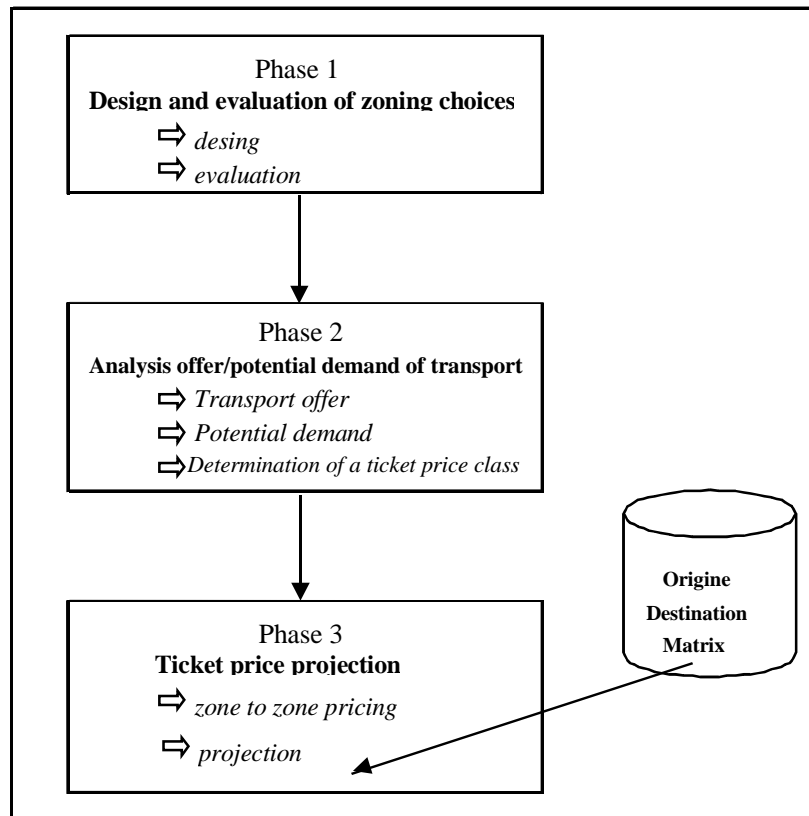 Phase 1
Design and evaluation of zoning choices
desing
evaluation
Phase 2
Analysis offer/potential demand of transport
Transport offer
Potential demand
Determination of a ticket price class
Phase 3
Ticket price projection
zone to zone pricing
projection
Origine
Destination
Matrix